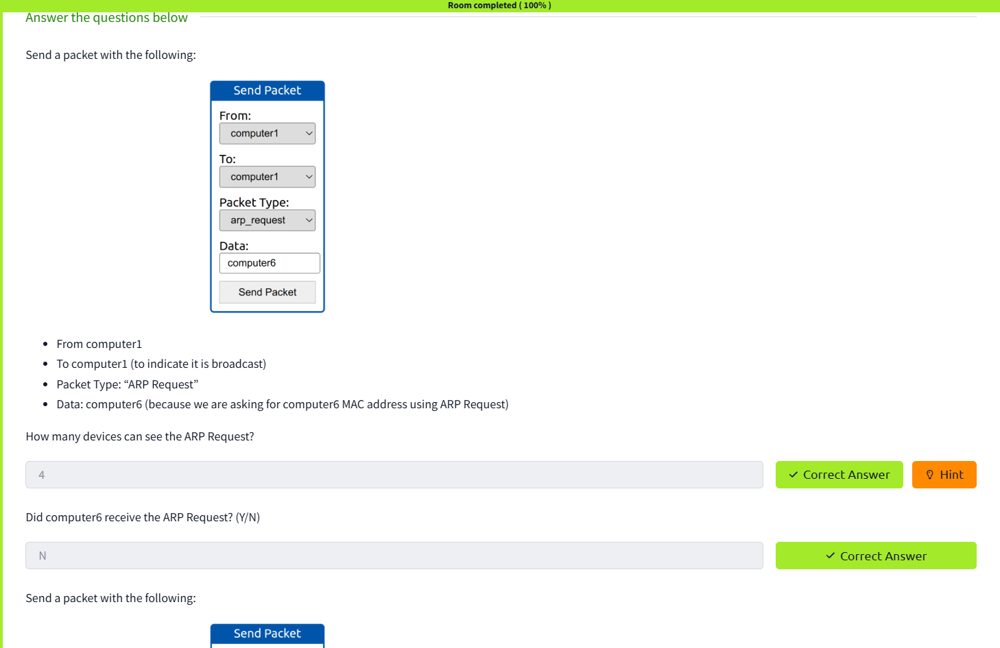 Room completed ( 100% )
Answer the questions below
Send a packet with the following:
Send Packet
From:
computer1
To:
computer1
Packet Type:
arp_request
Data:
computer6
Send Packet
From computer1
To computer1 (to indicate it is broadcast)
Packet Type: “ARP Request”
Data: computer6 (because we are asking for computer6 MAC address using ARP Request)
How many devices can see the ARP Request?
4
Correct Answer
Hint
Did computer6 receive the ARP Request? (Y/N)
N
Correct Answer
Send a packet with the following:
Send Packet